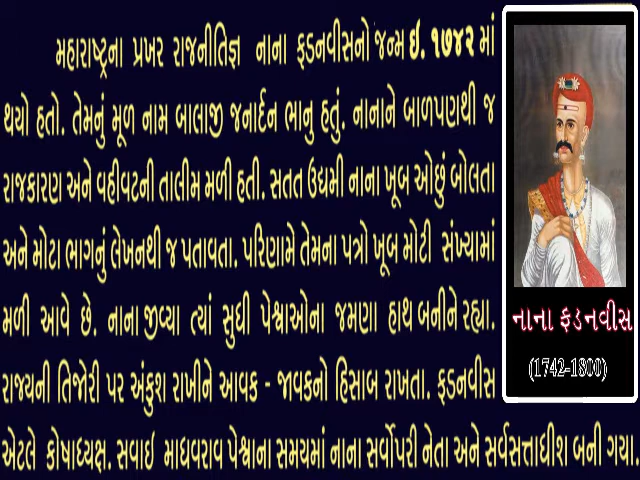 મહારાષ્ટ્રના પ્રખર રાજનીતિજ્ઞ નાના ફડનવીસનો જન્મ ઇ. ૧૭૪૨ માં
થયો હતો. તેમનું મૂળ નામ બાલાજી જનાર્દન ભાનુ હતું. નાનાને બાળપણથી જ
રાજકારણ અને વહીવટની તાલીમ મળી હતી. સતત ઉદ્યમી નાના ખૂબ ઓછું બોલતા
અને મોટા ભાગનું લેખનથી જ પતાવતા. પરિણામે તેમના પત્રો ખૂબ મોટી સંખ્યામાં
મળી આવે છે. નાના જીવ્યા ત્યાં સુધી પેશ્વાઓના જમણા હાથ બનીને રહ્યા.
રાજ્યની તિજોરી પર અંકુશ રાખીને આવક - જાવકનો હિસાબ રાખતા. ફડનવીસ
એટલે કોષાધ્યક્ષ. સવાઇ માધવરાવ પેશ્વાના સમયમાં નાના સર્વોપરી નેતા અને સર્વસત્તાધીશ બની ગયા.
નાના ફડનવીસ
(1742-1800)